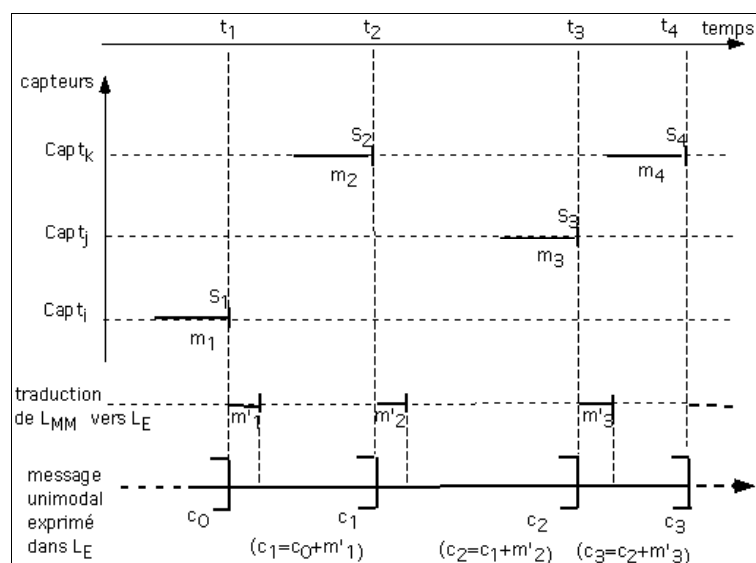 t1 t2 t3 t4 temps
capteurs
Captk S2 S4
m2 m4
Captj S3
m3
Capti S1
m1
traduction
de LMM vers LE m'1 m'2 m'3
message
unimodal
exprimé
dans LE
c0 c1 c2 c3
(c1=c0+m'1) (c2=c1+m'2) (c3=c2+m'3)